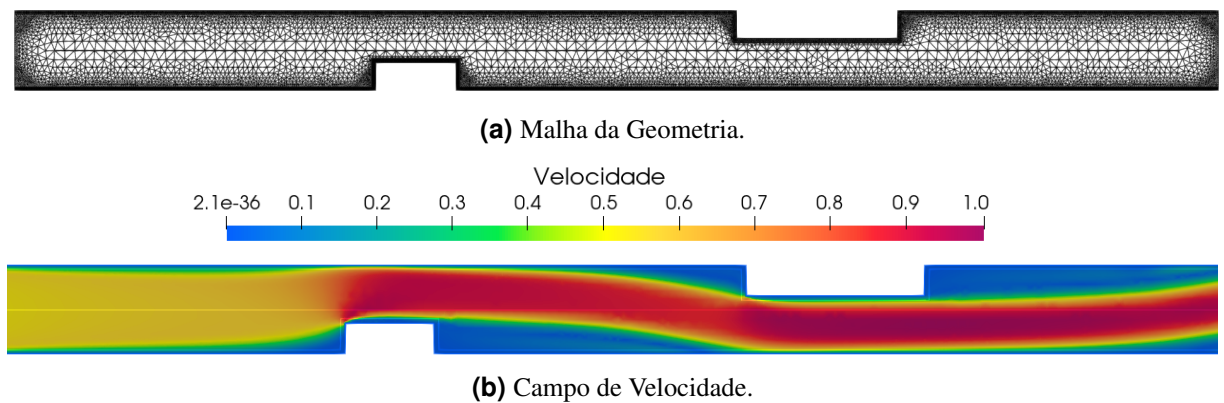 (a) Malha da Geometria.
Velocidade
2.1e-36 0.1 0.2 0.3 0.4 0.5 0.6 0.7 0.8 0.9 1.0
(b) Campo de Velocidade.